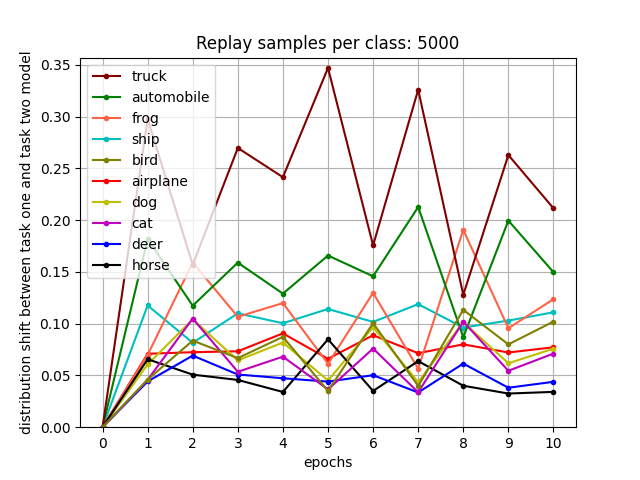 Replay samples per class: 5000
distribution shift between task one and task two model
0.35
0.30
0.25
0.20
0.15
0.10
0.05
0.00
truck
automobile
frog
ship
bird
airplane
dog
cat
deer
horse
0 1 2 3 4 5 6 7 8 9 10
epochs